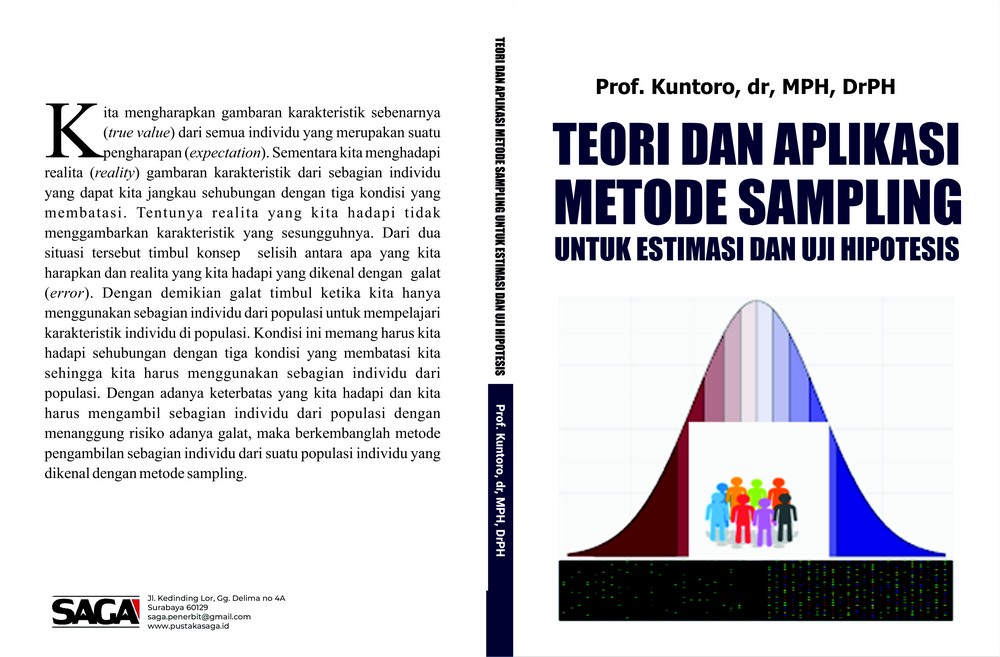 Kita mengharapkan gambaran karakteristik sebenarnya
(true value) dari semua individu yang merupakan suatu
pengharapan (expectation). Sementara kita menghadapi
realita (reality) gambaran karakteristik dari sebagian individu
yang dapat kita jangkau sehubungan dengan tiga kondisi yang
membatasi. Tentunya realita yang kita hadapi tidak
menggambarkan karakteristik yang sesungguhnya. Dari dua
situasi tersebut timbul konsep selisih antara apa yang kita
harapkan dan realita yang kita hadapi yang dikenal dengan galat
(error). Dengan demikian galat timbul ketika kita hanya
menggunakan sebagian individu dari populasi untuk mempelajari
karakteristik individu di populasi. Kondisi ini memang harus kita
hadapi sehubungan dengan tiga kondisi yang membatasi kita
sehingga kita harus menggunakan sebagian individu dari
populasi. Dengan adanya keterbatas yang kita hadapi dan kita
harus mengambil sebagian individu dari populasi dengan
menanggung risiko adanya galat, maka berkembanglah metode
pengambilan sebagian individu dari suatu populasi individu yang
dikenal dengan metode sampling.
SAGA
Jl. Kedinding Lor, Gg. Delima no 4A
Surabaya 60129
saga.penerbit@gmail.com
www.pustakasaga.id
TEORI DAN APLIKASI METODE SAMPLING UNTUK ESTIMASI DAN UJI HIPOTESIS
Prof. Kuntoro, dr, MPH, DrPH
Prof. Kuntoro, dr, MPH, DrPH
TEORI DAN APLIKASI
METODE SAMPLING
UNTUK ESTIMASI DAN UJI HIPOTESIS